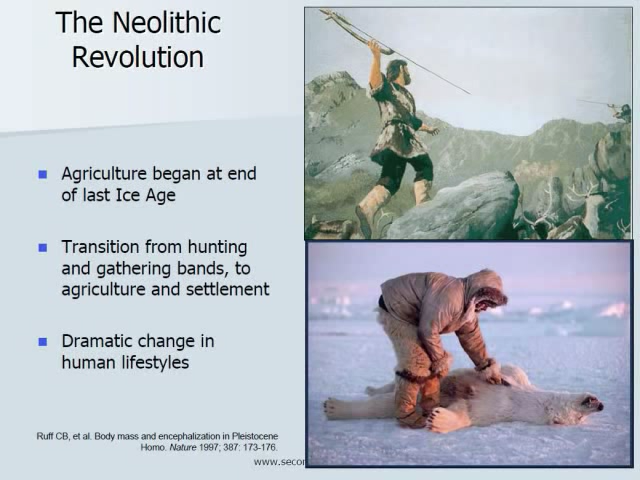 The Neolithic
Revolution
Agriculture began at end
of last Ice Age
Transition from hunting
and gathering bands, to
agriculture and settlement
Dramatic change in
human lifestyles
Ruff CB, et al. Body mass and encephalization in Pleistocene
Homo. Nature 1997; 387: 173-176.